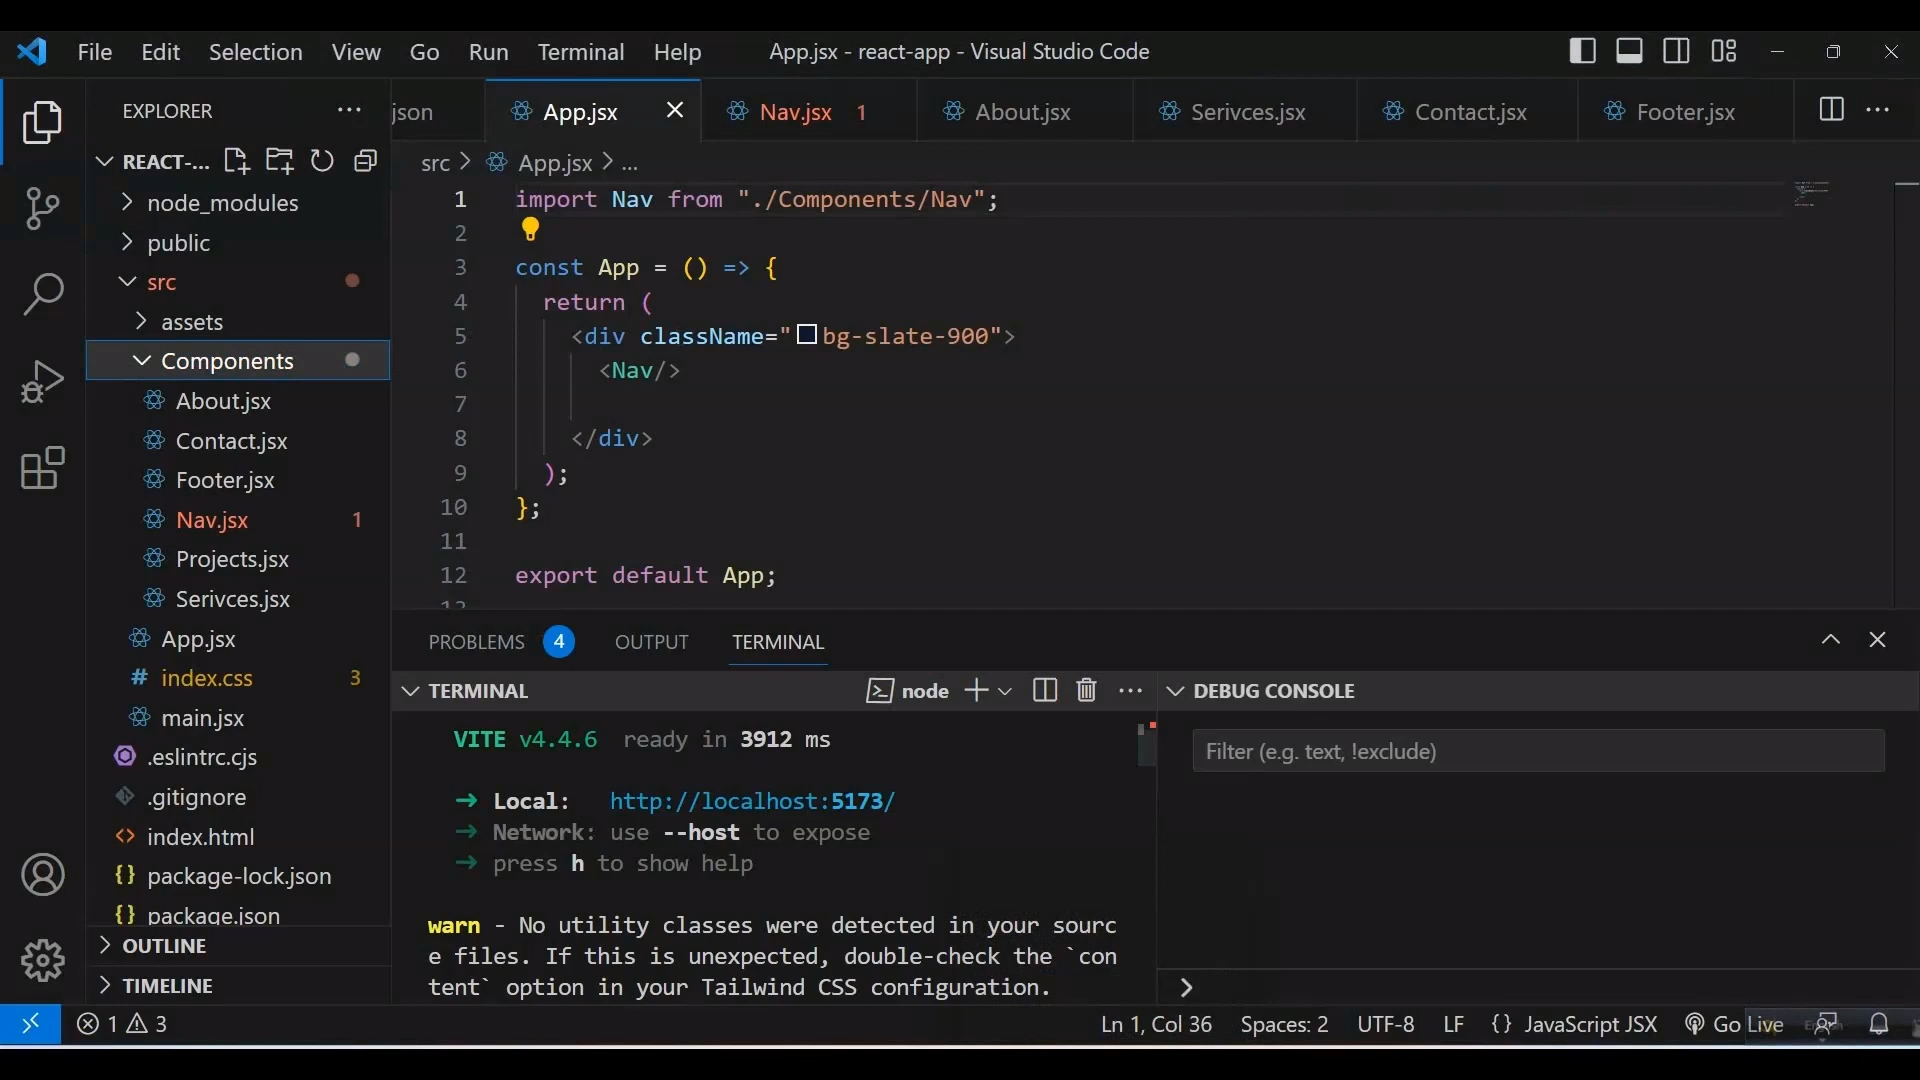 File Edit Selection View Go Run Terminal Help
App.jsx - react-app - Visual Studio Code
EXPLORER
json
App.jsx
Nav.jsx 1
About.jsx
Serivces.jsx
Contact.jsx
Footer.jsx
REACT-...
node_modules
public
src
assets
Components
About.jsx
Contact.jsx
Footer.jsx
Nav.jsx 1
Projects.jsx
Serivces.jsx
App.jsx
# index.css 3
main.jsx
.eslintrc.cjs
.gitignore
<> index.html
{} package-lock.json
{} package.json
OUTLINE
TIMELINE
src > App.jsx > ...
1 import Nav from "./Components/Nav";
2
3 const App = () => {
4 return (
5 <div className="bg-slate-900">
6 <Nav/>
7
8 </div>
9 );
10 };
11
12 export default App;
13
PROBLEMS 4 OUTPUT TERMINAL
TERMINAL
node
DEBUG CONSOLE
Filter (e.g. text, !exclude)
VITE v4.4.6 ready in 3912 ms
➜ Local: http://localhost:5173/
➜ Network: use --host to expose
➜ press h to show help
warn - No utility classes were detected in your sourc
e files. If this is unexpected, double-check the `con
tent` option in your Tailwind CSS configuration.
1 3
Ln 1, Col 36 Spaces: 2 UTF-8 LF {} JavaScript JSX Go Live